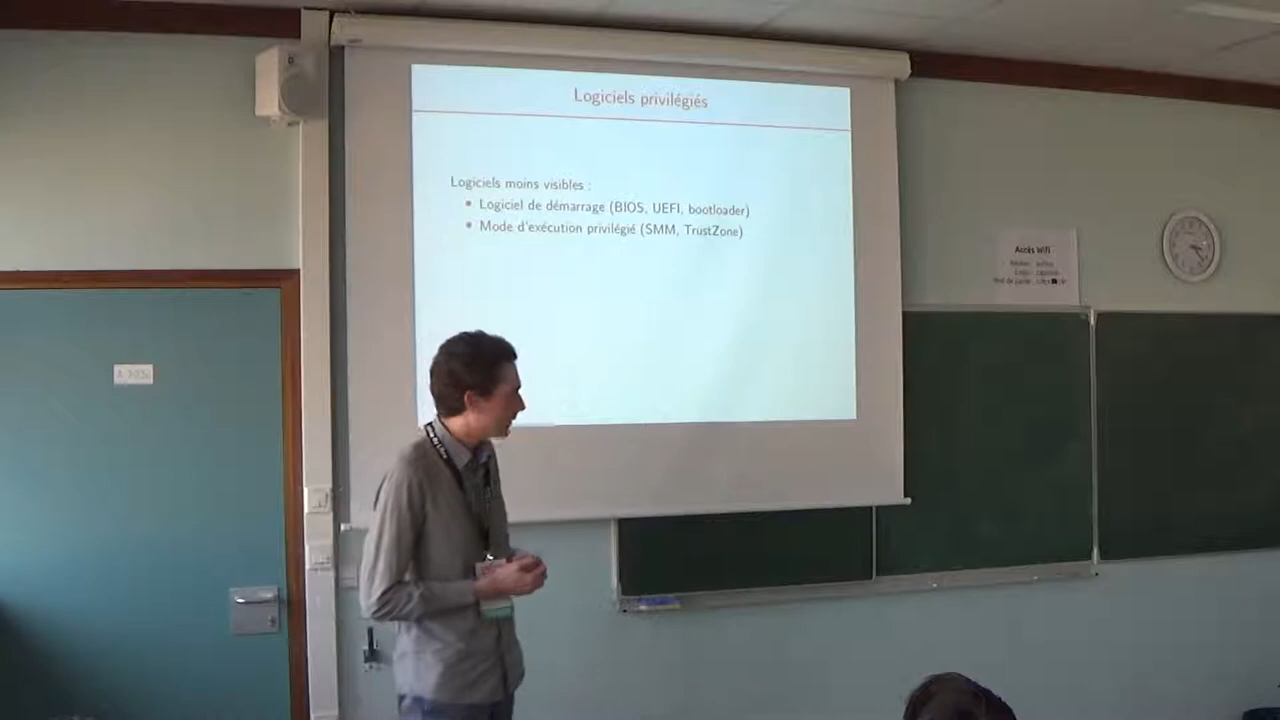 Logiciels privilégiés
Logiciels moins visibles :
• Logiciel de démarrage (BIOS, UEFI, bootloader)
• Mode d'exécution privilégié (SMM, TrustZone)
Accès Wifi